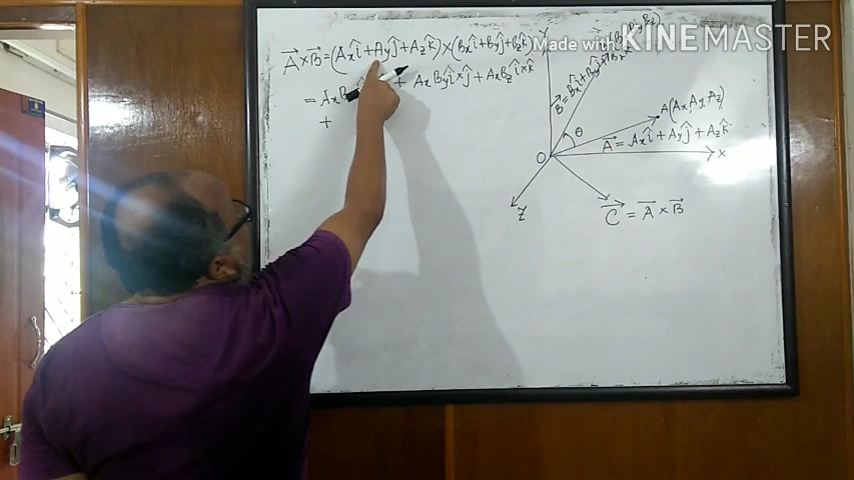 Made with KINEMASTER
A⃗×B⃗=(Axî+Ayĵ+Azk̂)×(Bxî+Byĵ+Bzk̂)
= Ax + AxByî×ĵ+AxBzî×k̂
+
y
B⃗=Bxî+Byĵ+Bzk̂
θ
A(Ax Ay Az)
A⃗=Axî+Ayĵ+Azk̂
O
x
Z
C⃗=A⃗×B⃗